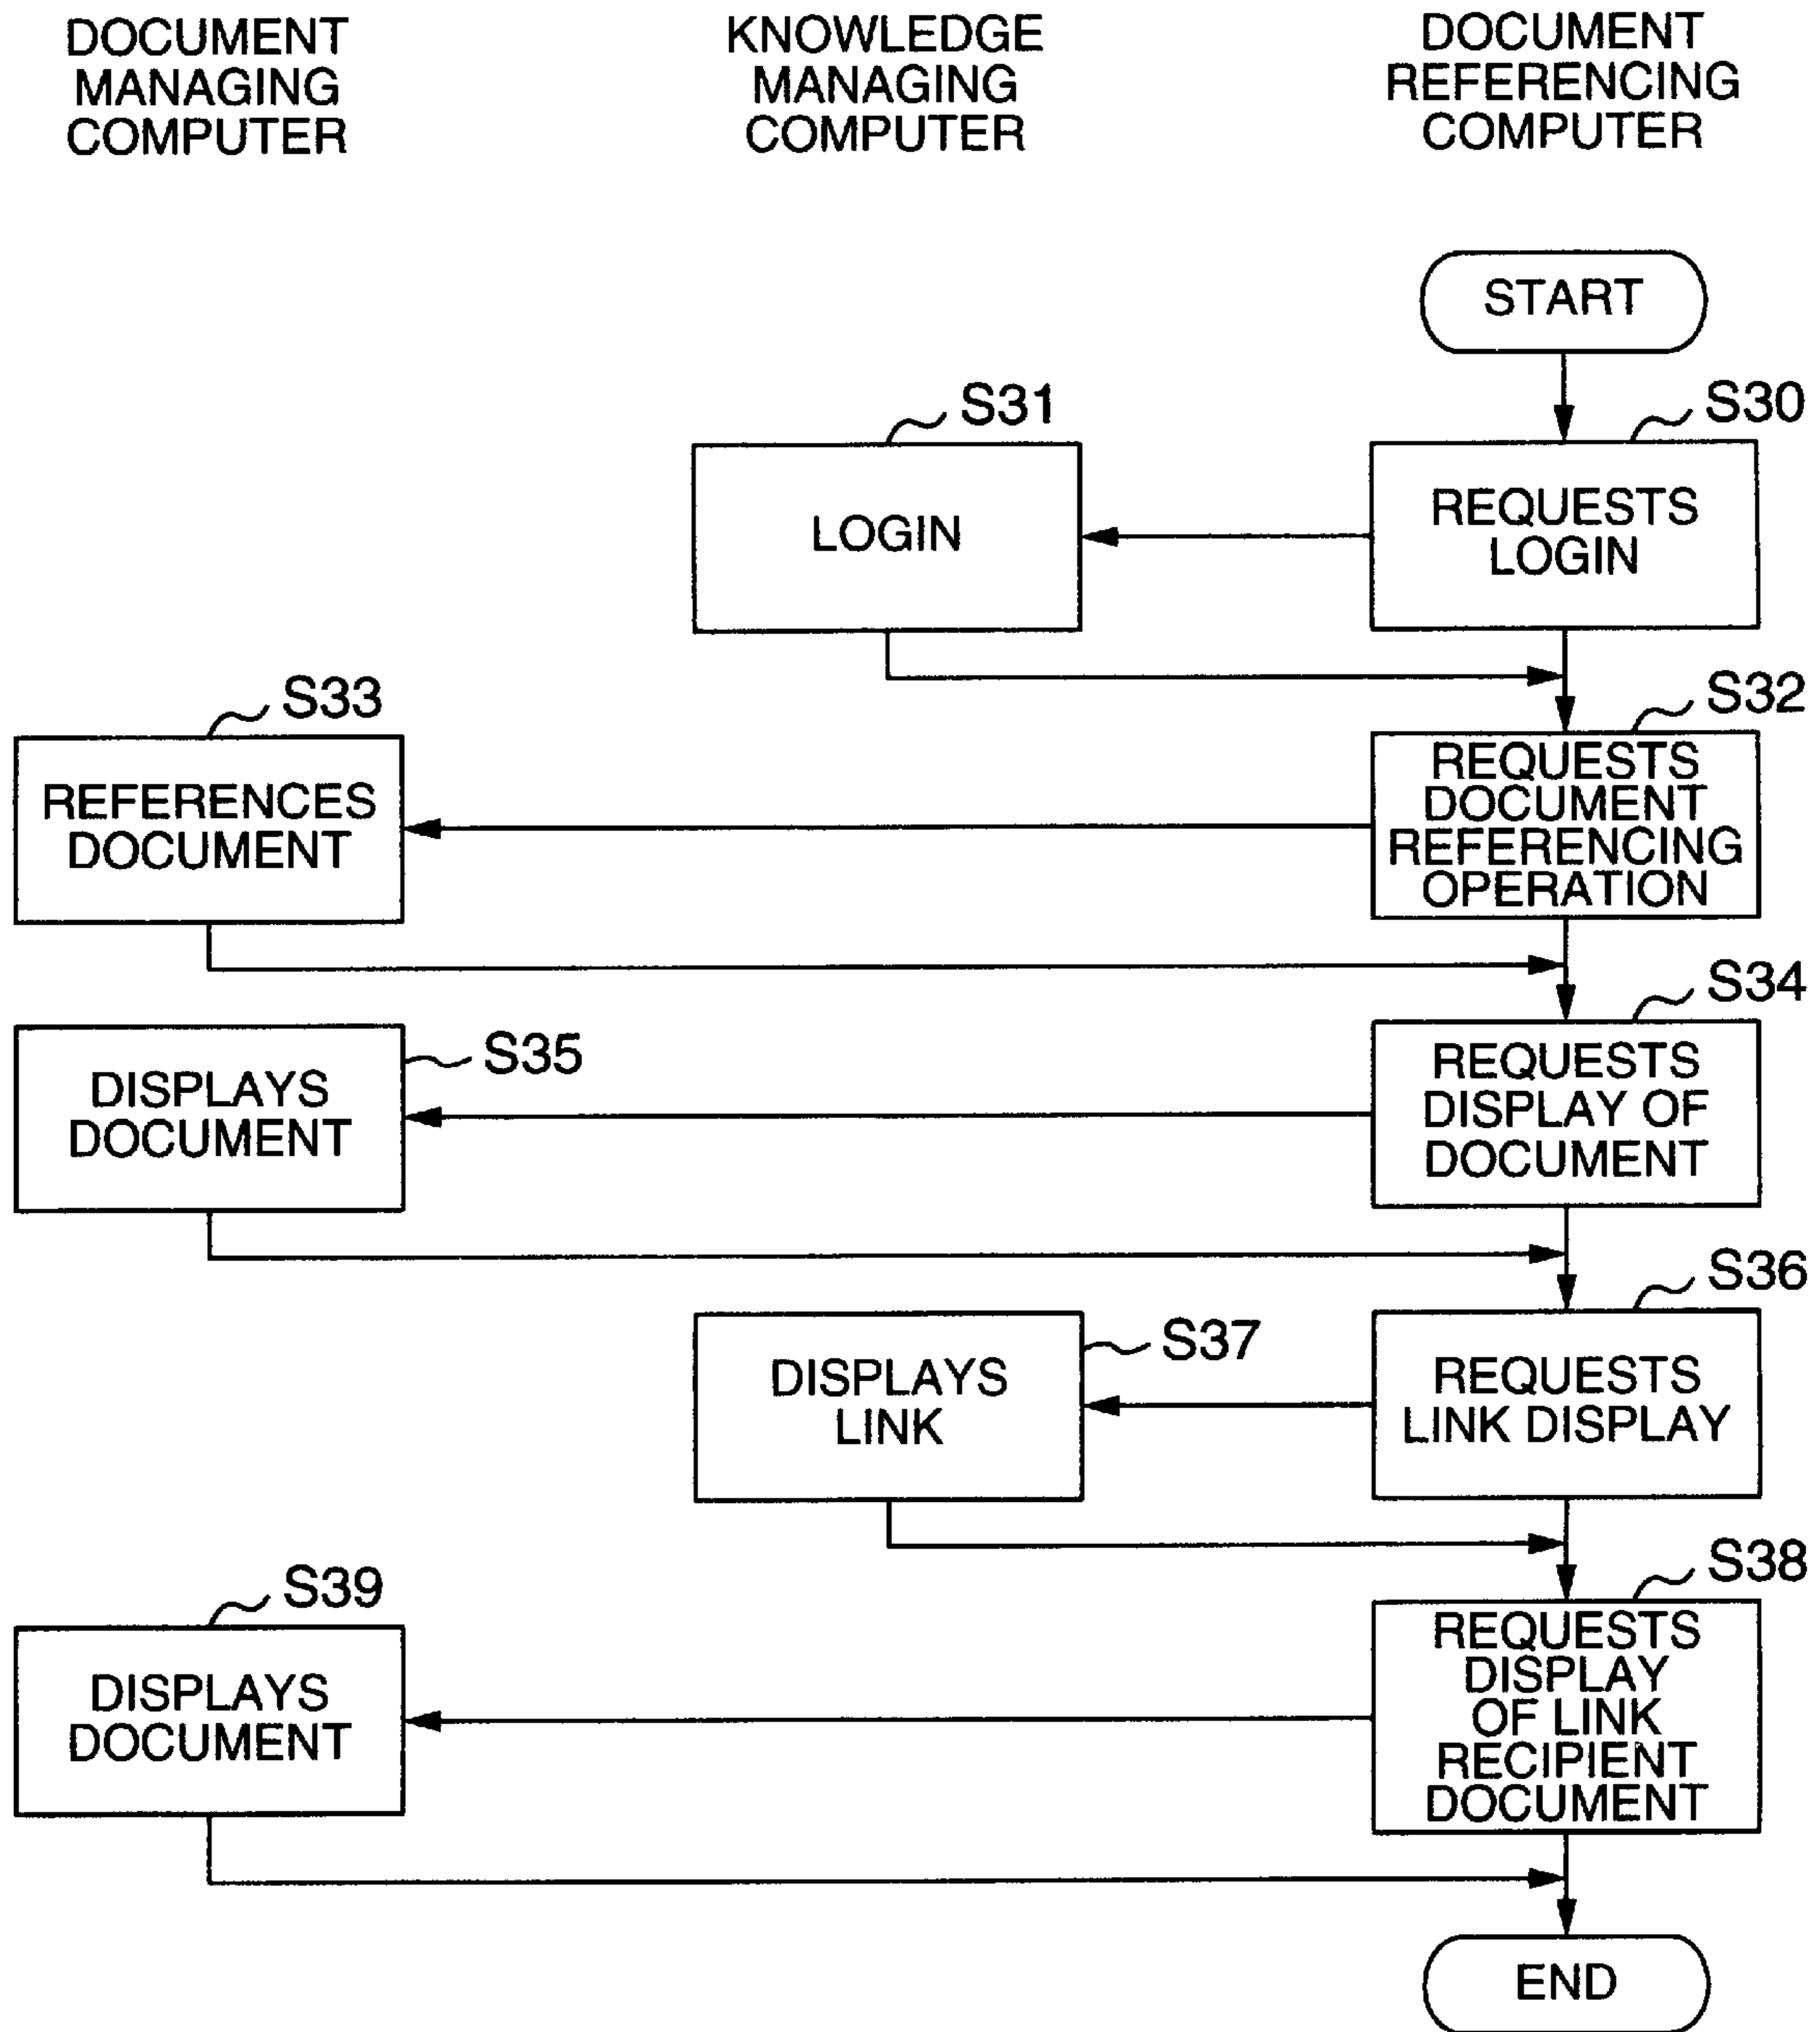 DOCUMENT
MANAGING
COMPUTER
KNOWLEDGE
MANAGING
COMPUTER
DOCUMENT
REFERENCING
COMPUTER
START
S30
REQUESTS
LOGIN
S31
LOGIN
S32
REQUESTS
DOCUMENT
REFERENCING
OPERATION
S33
REFERENCES
DOCUMENT
S34
REQUESTS
DISPLAY OF
DOCUMENT
S35
DISPLAYS
DOCUMENT
S36
REQUESTS
LINK DISPLAY
S37
DISPLAYS
LINK
S38
REQUESTS
DISPLAY
OF LINK
RECIPIENT
DOCUMENT
S39
DISPLAYS
DOCUMENT
END